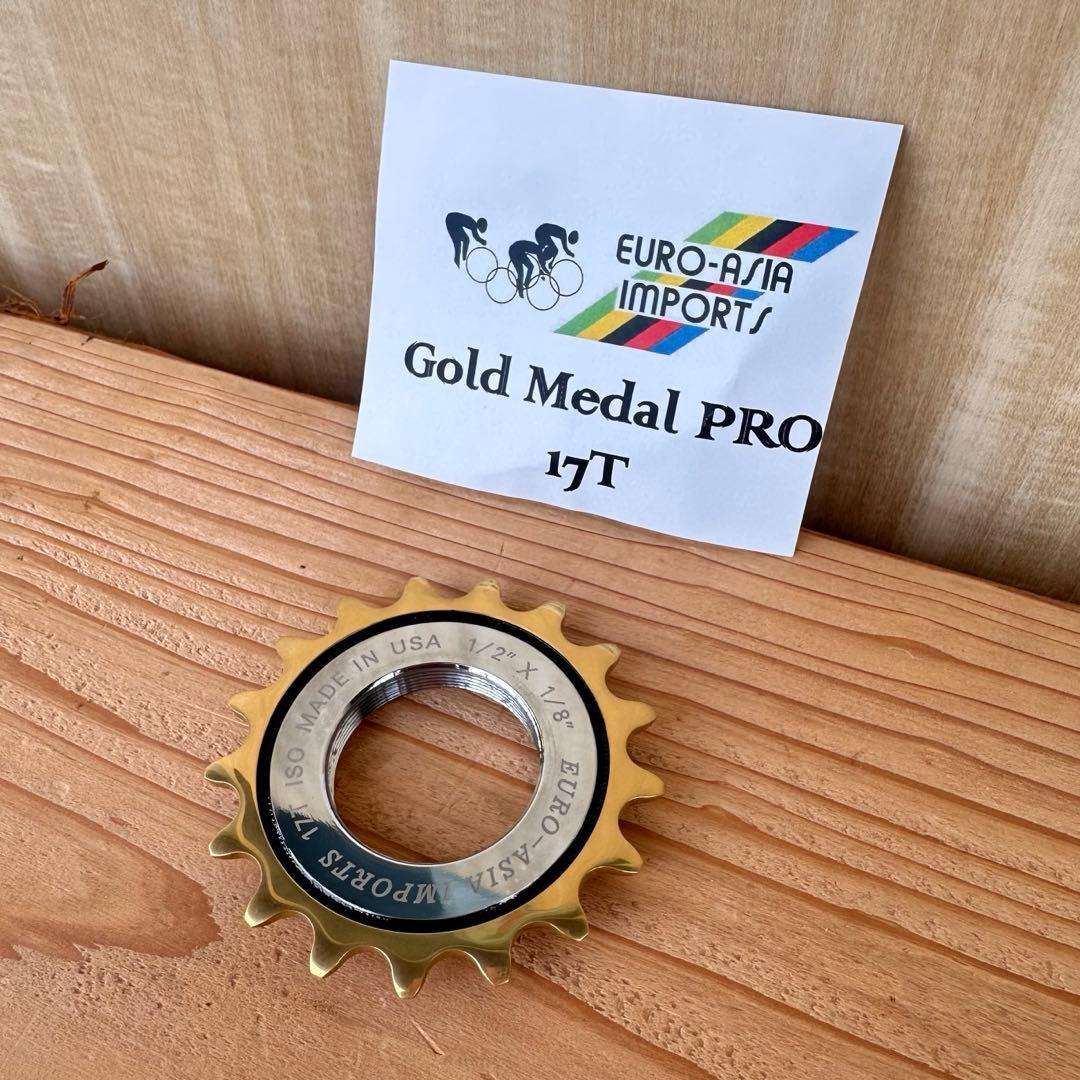 EURO-ASIA
IMPORTS
Gold Medal PRO
17T
17T ISO MADE IN USA 1/2" X 1/8" EURO-ASIA IMPORTS